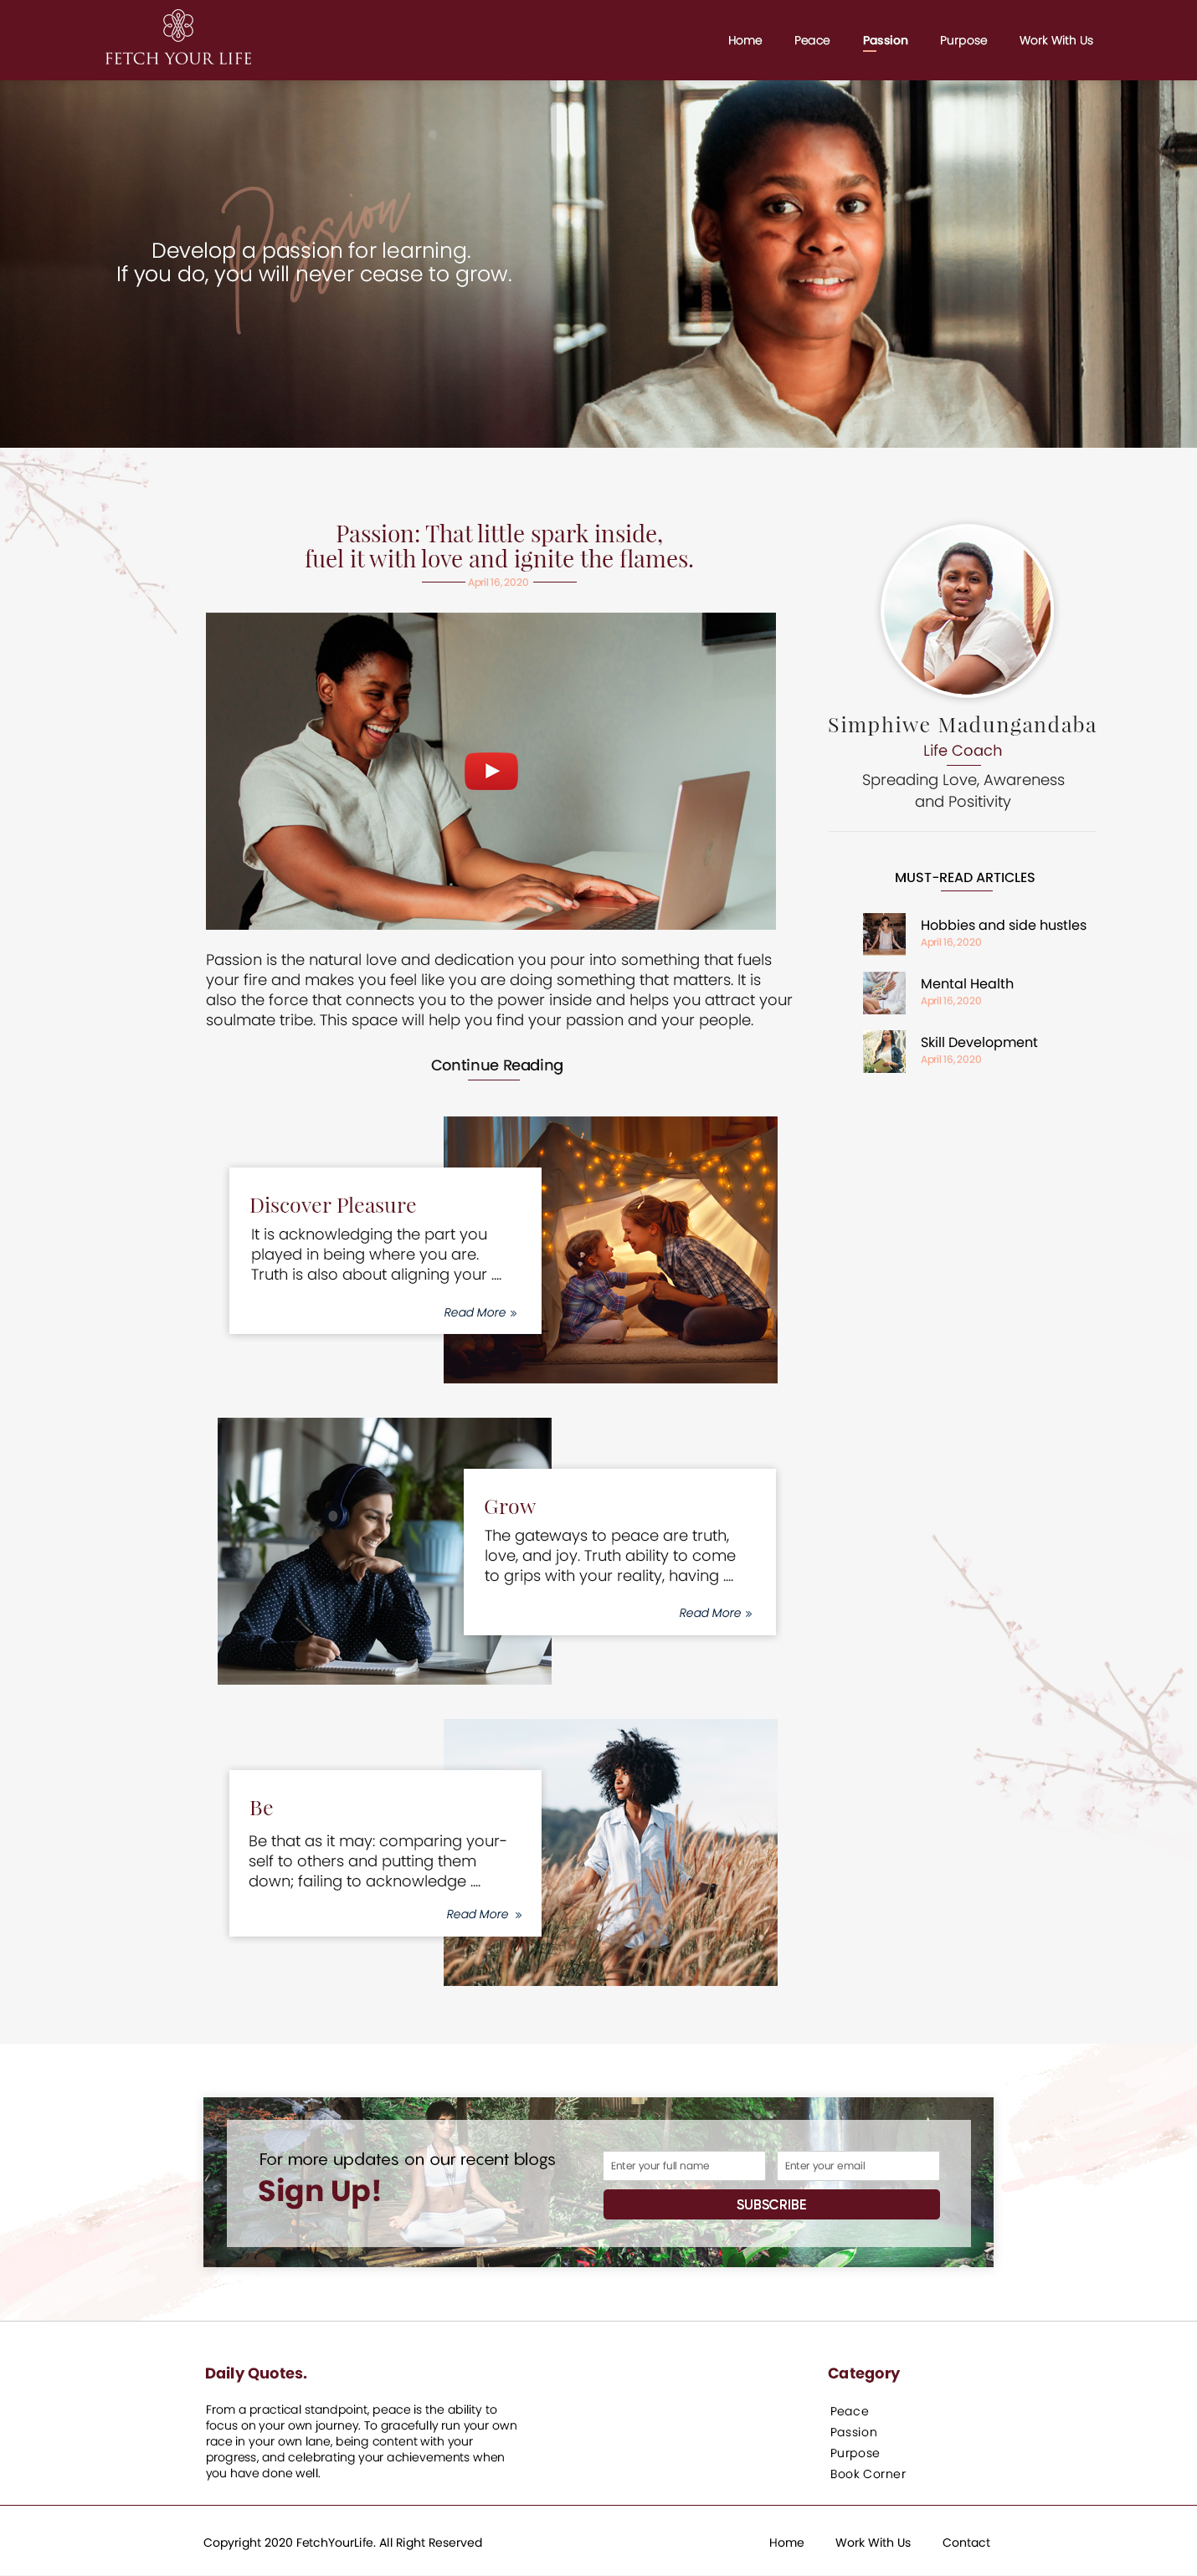 FETCH YOUR LIFE
Home
Peace
Passion
Purpose
Work With Us
Passion
Develop a passion for learning.
If you do, you will never cease to grow.
Passion: That little spark inside,
fuel it with love and ignite the flames.
April 16, 2020
Passion is the natural love and dedication you pour into something that fuels
your fire and makes you feel like you are doing something that matters. It is
also the force that connects you to the power inside and helps you attract your
soulmate tribe. This space will help you find your passion and your people.
Continue Reading
Simphiwe Madungandaba
Life Coach
Spreading Love, Awareness
and Positivity
MUST-READ ARTICLES
Hobbies and side hustles
April 16, 2020
Mental Health
April 16, 2020
Skill Development
April 16, 2020
Discover Pleasure
It is acknowledging the part you
played in being where you are.
Truth is also about aligning your ....
Read More »
Grow
The gateways to peace are truth,
love, and joy. Truth ability to come
to grips with your reality, having ....
Read More »
Be
Be that as it may: comparing your-
self to others and putting them
down; failing to acknowledge ....
Read More »
For more updates on our recent blogs
Sign Up!
Enter your full name
Enter your email
SUBSCRIBE
Daily Quotes.
From a practical standpoint, peace is the ability to
focus on your own journey. To gracefully run your own
race in your own lane, being content with your
progress, and celebrating your achievements when
you have done well.
Category
Peace
Passion
Purpose
Book Corner
Copyright 2020 FetchYourLife. All Right Reserved
Home
Work With Us
Contact